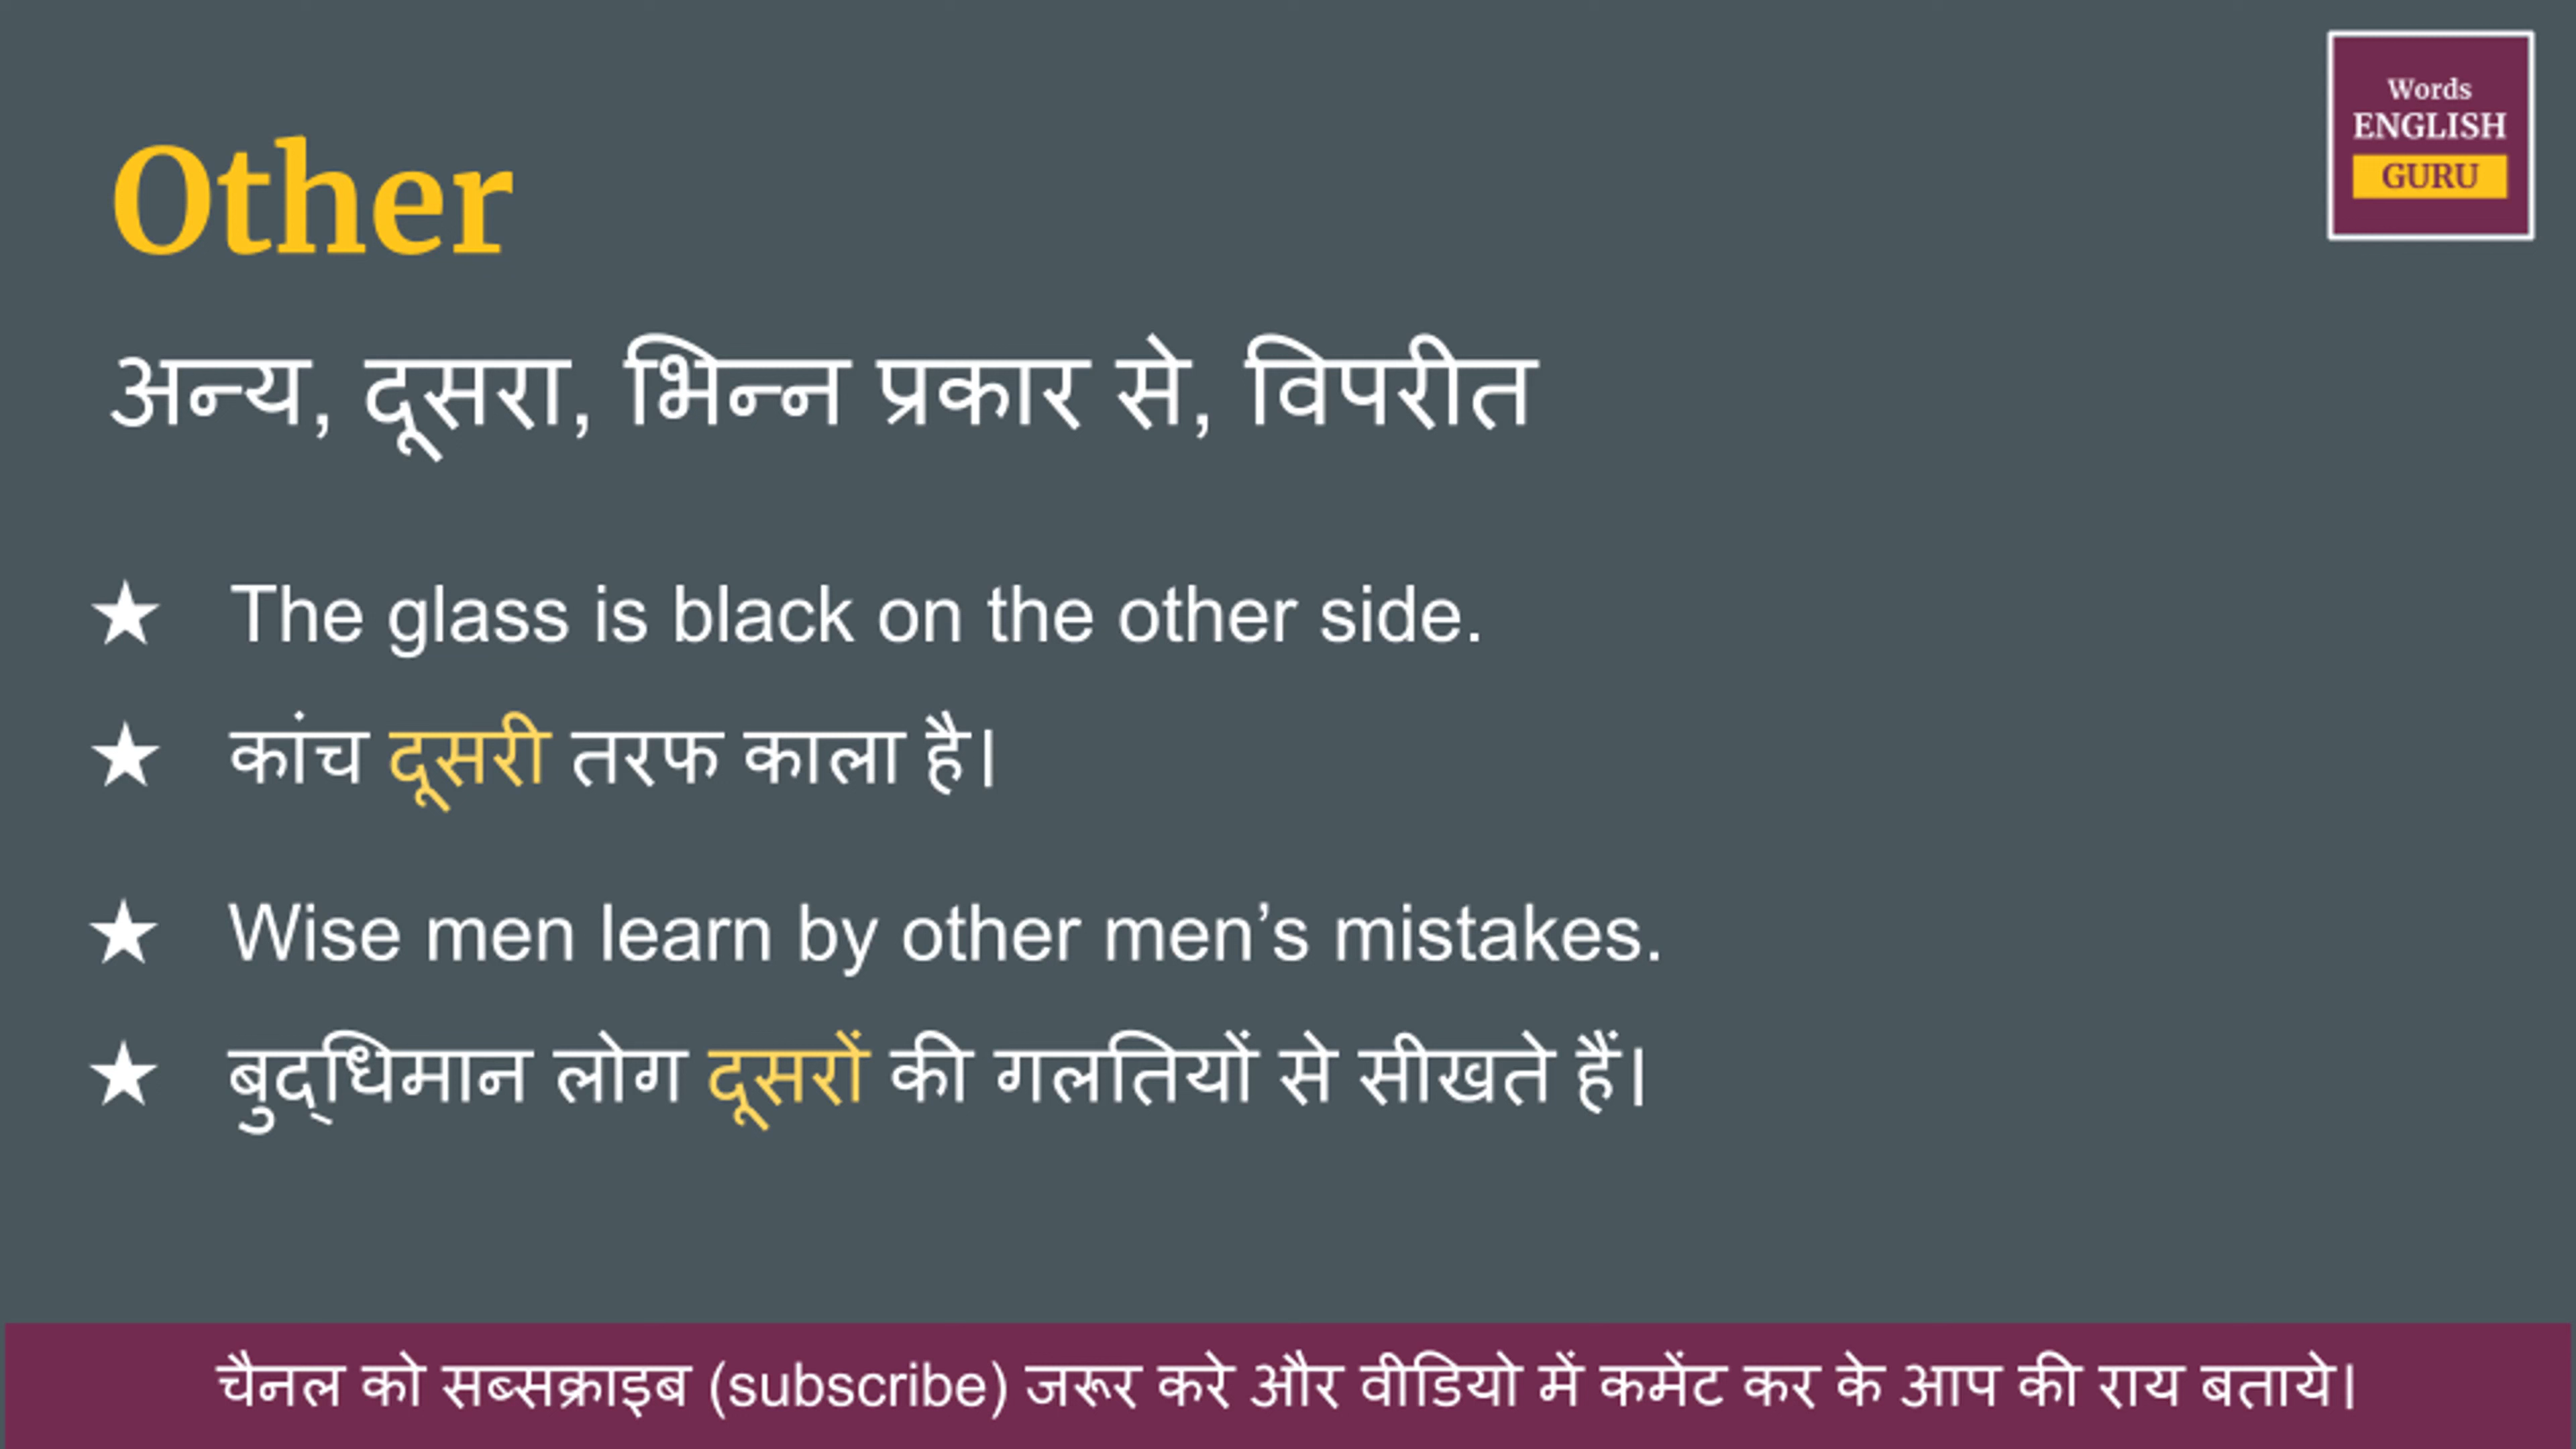 Words
ENGLISH
GURU
Other
अन्य, दूसरा, भिन्न प्रकार से, विपरीत
★ The glass is black on the other side.
★ कांच दूसरी तरफ काला है।
★ Wise men learn by other men’s mistakes.
★ बुद्धिमान लोग दूसरों की गलतियों से सीखते हैं।
चैनल को सब्सक्राइब (subscribe) जरूर करे और वीडियो में कमेंट कर के आप की राय बताये।